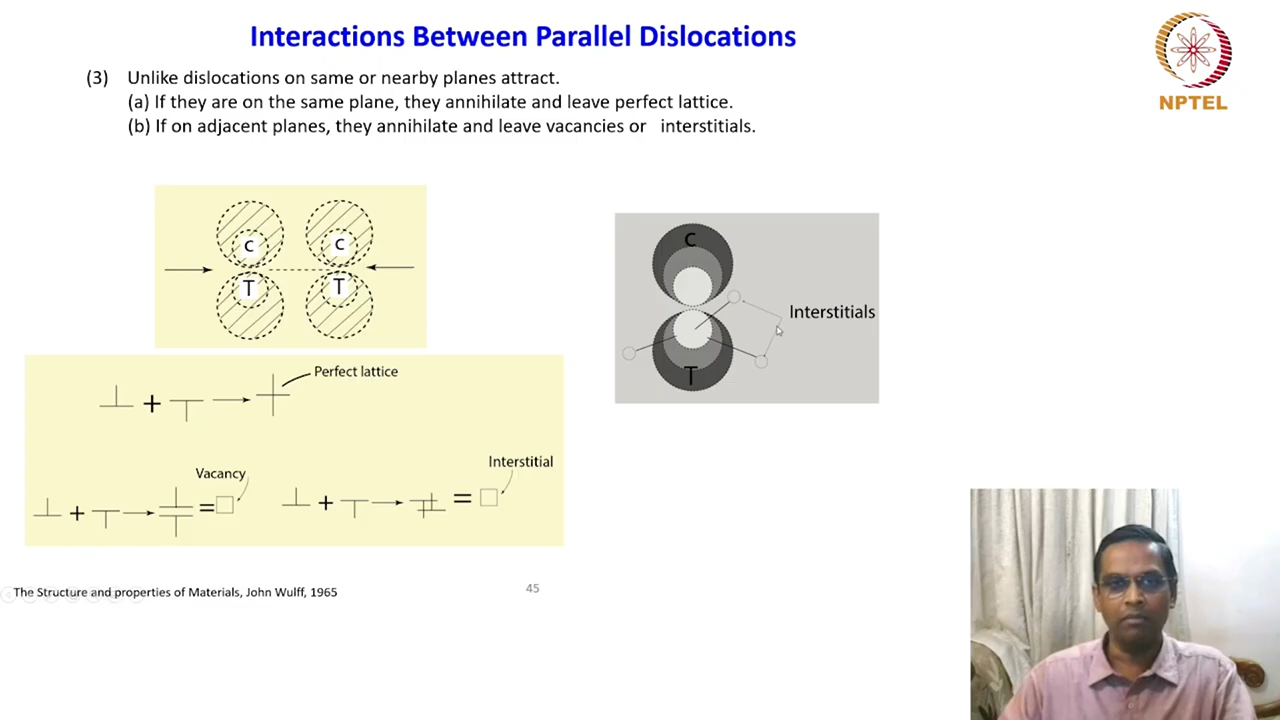 Interactions Between Parallel Dislocations
NPTEL
(3) Unlike dislocations on same or nearby planes attract.
(a) If they are on the same plane, they annihilate and leave perfect lattice.
(b) If on adjacent planes, they annihilate and leave vacancies or interstitials.
C C
T T
C
Interstitials
T
Perfect lattice
+
Vacancy
Interstitial
+ = + =
The Structure and properties of Materials, John Wulff, 1965
45